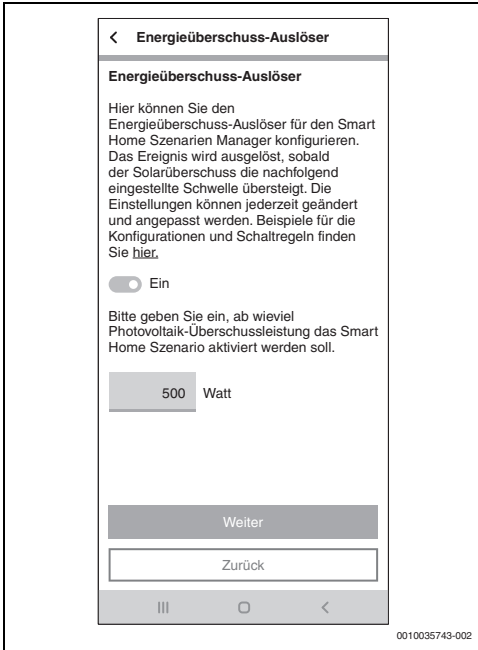 Energieüberschuss-Auslöser
Energieüberschuss-Auslöser
Hier können Sie den
Energieüberschuss-Auslöser für den Smart
Home Szenarien Manager konfigurieren.
Das Ereignis wird ausgelöst, sobald
der Solarüberschuss die nachfolgend
eingestellte Schwelle übersteigt. Die
Einstellungen können jederzeit geändert
und angepasst werden. Beispiele für die
Konfigurationen und Schaltregeln finden
Sie hier.
Ein
Bitte geben Sie ein, ab wieviel
Photovoltaik-Überschussleistung das Smart
Home Szenario aktiviert werden soll.
500 Watt
Weiter
Zurück
0010035743-002